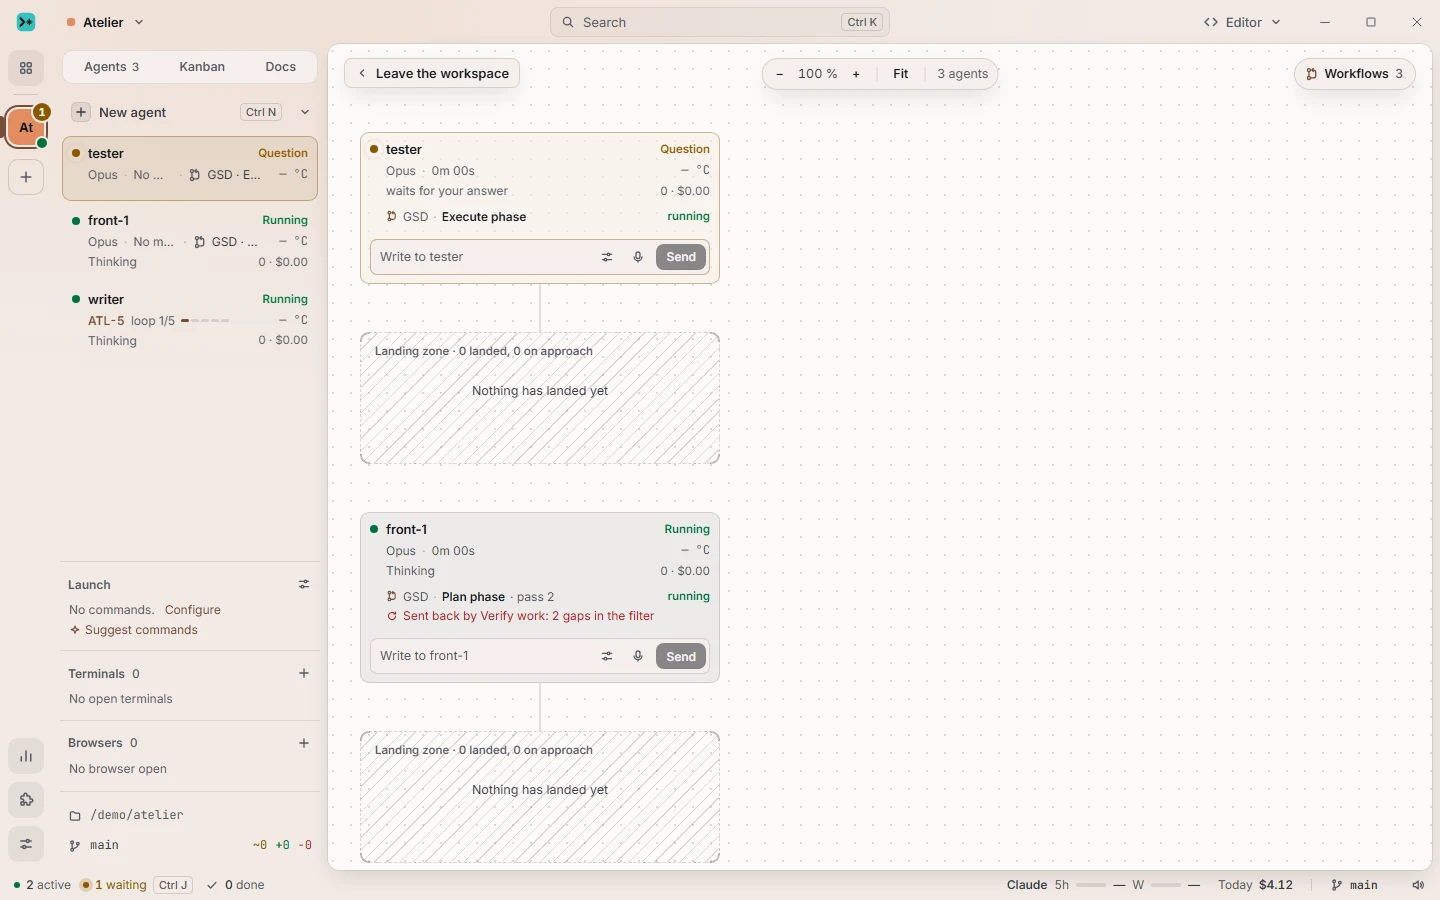 Atelier
Search
Ctrl K
Editor
Agents 3
Kanban
Docs
Leave the workspace
− 100 % + Fit 3 agents
Workflows 3
New agent
Ctrl N
At
1
tester
Question
Opus · No ... · GSD · E... – °C
front-1
Running
Opus · No m... · GSD · ... – °C
Thinking
0 · $0.00
writer
Running
ATL-5 loop 1/5 – °C
Thinking
0 · $0.00
Launch
No commands. Configure
Suggest commands
Terminals 0
No open terminals
Browsers 0
No browser open
/demo/atelier
main
~0 +0 -0
tester
Question
Opus · 0m 00s
– °C
waits for your answer
0 · $0.00
GSD · Execute phase
running
Write to tester
Send
Landing zone · 0 landed, 0 on approach
Nothing has landed yet
front-1
Running
Opus · 0m 00s
– °C
Thinking
0 · $0.00
GSD · Plan phase · pass 2
running
Sent back by Verify work: 2 gaps in the filter
Write to front-1
Send
Landing zone · 0 landed, 0 on approach
Nothing has landed yet
2 active
1 waiting
Ctrl J
0 done
Claude 5h — W —
Today $4.12
main